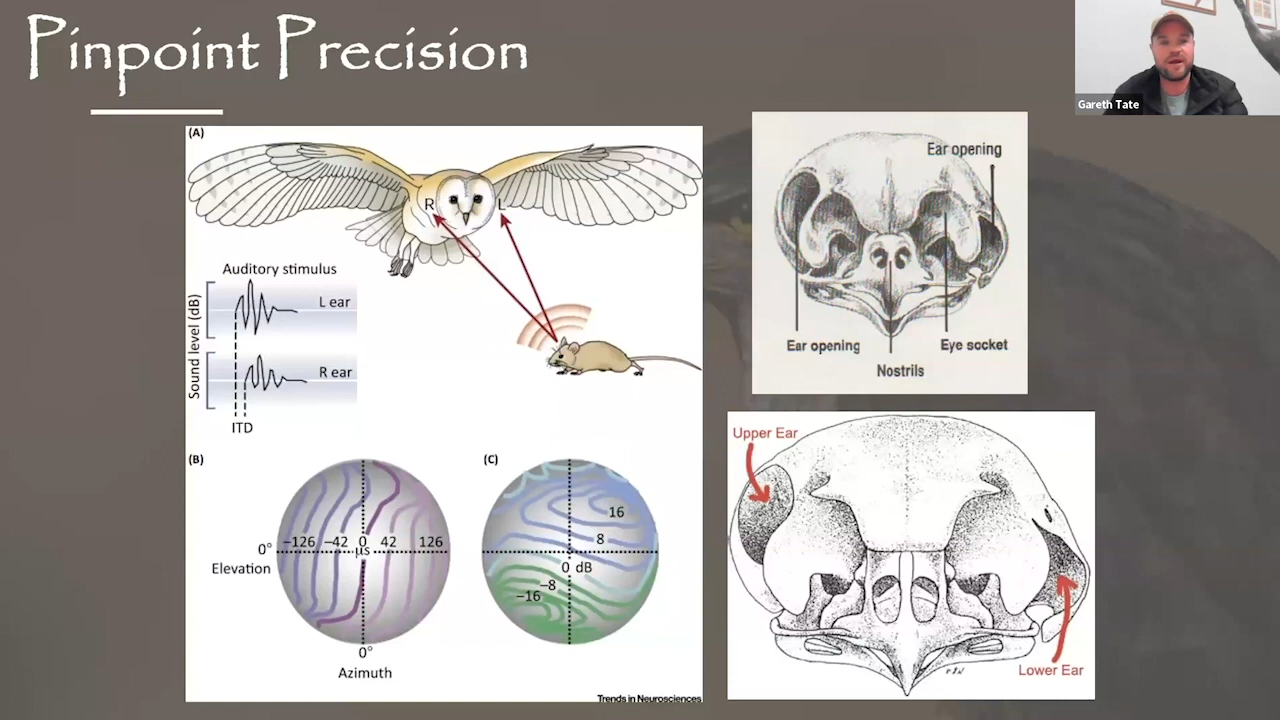 Pinpoint Precision
Gareth Tate
(A)
R
L
Auditory stimulus
L ear
R ear
Sound level (dB)
ITD
(B)
0°
Elevation
−126 −42 0 42 126
µs
0°
Azimuth
(C)
16
8
0 dB
−8
−16
Trends in Neurosciences
Ear opening
Ear opening
Eye socket
Nostrils
Upper Ear
Lower Ear